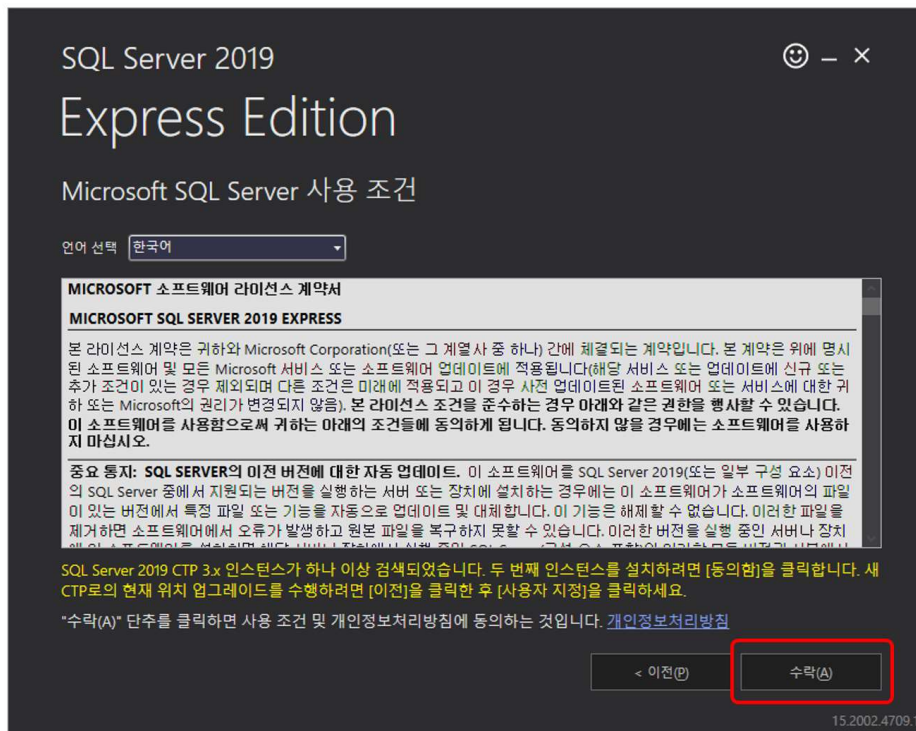 SQL Server 2019
Express Edition
Microsoft SQL Server 사용 조건
언어 선택 한국어
MICROSOFT 소프트웨어 라이선스 계약서
MICROSOFT SQL SERVER 2019 EXPRESS
본 라이선스 계약은 귀하와 Microsoft Corporation(또는 그 계열사 중 하나) 간에 체결되는 계약입니다. 본 계약은 위에 명시
된 소프트웨어 및 모든 Microsoft 서비스 또는 소프트웨어 업데이트에 적용됩니다(해당 서비스 또는 업데이트에 신규 또는
추가 조건이 있는 경우 제외되며 다른 조건은 미래에 적용되고 이 경우 사전 업데이트된 소프트웨어 또는 서비스에 대한 귀
하 또는 Microsoft의 권리가 변경되지 않음). 본 라이선스 조건을 준수하는 경우 아래와 같은 권한을 행사할 수 있습니다.
이 소프트웨어를 사용함으로써 귀하는 아래의 조건들에 동의하게 됩니다. 동의하지 않을 경우에는 소프트웨어를 사용하
지 마십시오.
중요 통지: SQL SERVER의 이전 버전에 대한 자동 업데이트. 이 소프트웨어를 SQL Server 2019(또는 일부 구성 요소) 이전
의 SQL Server 중에서 지원되는 버전을 실행하는 서버 또는 장치에 설치하는 경우에는 이 소프트웨어가 소프트웨어의 파일
이 있는 버전에서 특정 파일 또는 기능을 자동으로 업데이트 및 대체합니다. 이 기능은 해제할 수 없습니다. 이러한 파일을
제거하면 소프트웨어에서 오류가 발생하고 원본 파일을 복구하지 못할 수 있습니다. 이러한 버전을 실행 중인 서버나 장치
SQL Server 2019 CTP 3.x 인스턴스가 하나 이상 검색되었습니다. 두 번째 인스턴스를 설치하려면 [동의함]을 클릭합니다. 새
CTP로의 현재 위치 업그레이드를 수행하려면 [이전]을 클릭한 후 [사용자 지정]을 클릭하세요.
"수락(A)" 단추를 클릭하면 사용 조건 및 개인정보처리방침에 동의하는 것입니다. 개인정보처리방침
< 이전(P) 수락(A)
15.2002.4709.1